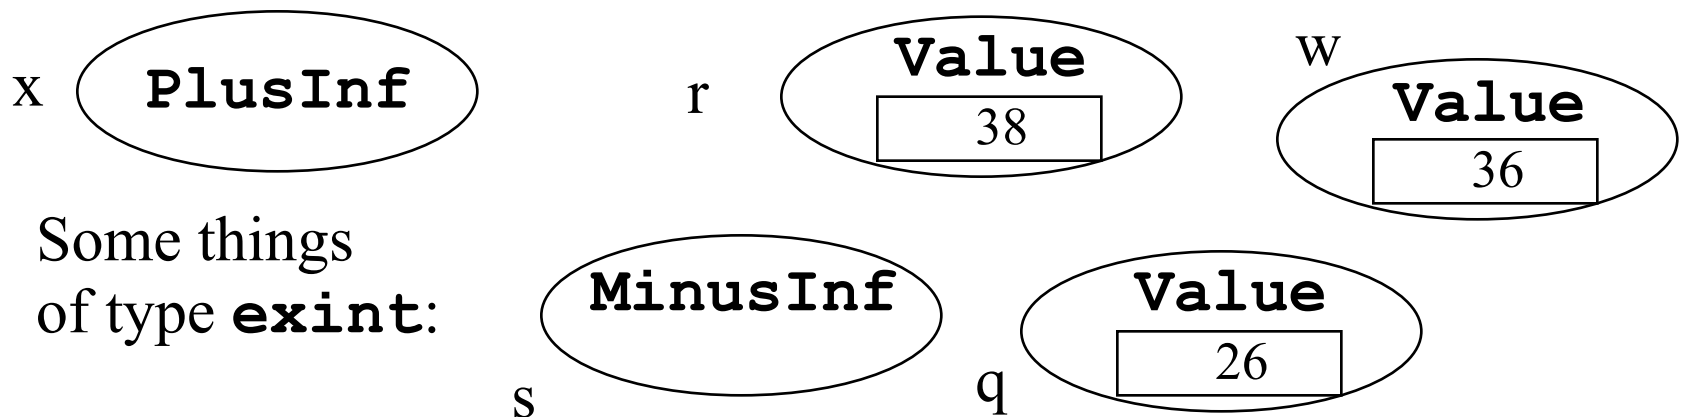 x PlusInf
r Value
38
w Value
36
Some things
of type exint:
s MinusInf
q Value
26